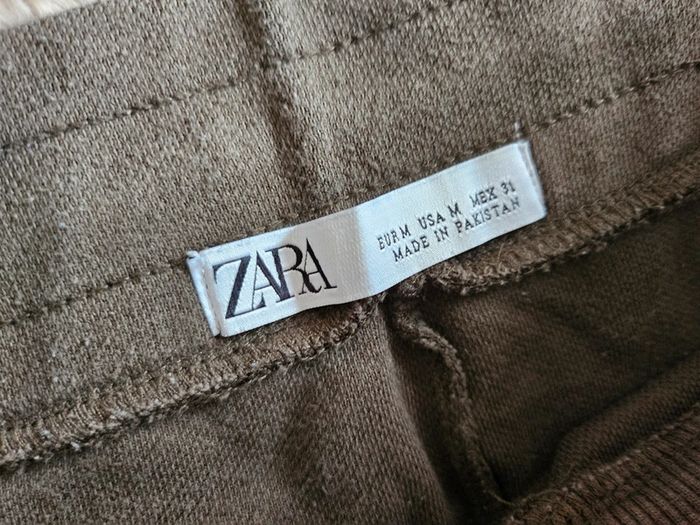 ZARA
EUR M USA M MEX 31
MADE IN PAKISTAN